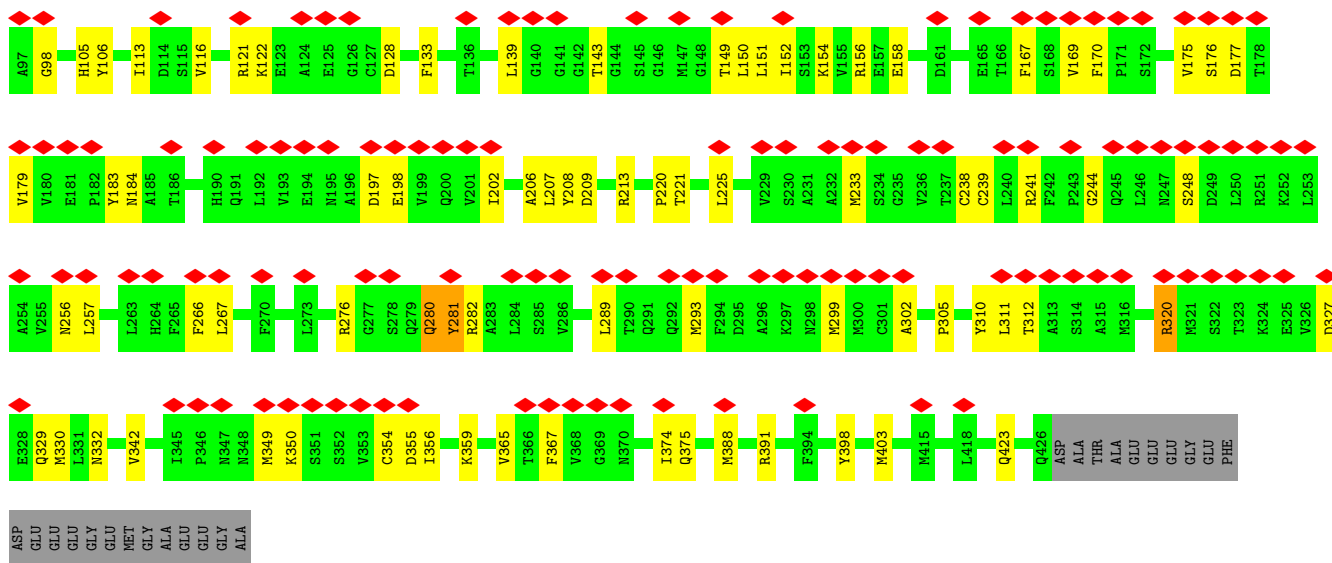 A97 G98 H105 Y106 I113 D114 S115 V116 R121 K122 E123 A124 E125 G126 C127 D128 F133 T136 L139 G140 G141 G142 T143 G144 S145 G146 M147 G148 T149 L150 L151 I152 S153 K154 V155 R156 E157 E158 D161 E165 T166 F167 S168 V169 F170 P171 S172 V175 S176 D177 T178
V179 V180 E181 P182 Y183 N184 A185 T186 H190 Q191 L192 V193 E194 N195 A196 D197 E198 V199 Q200 V201 I202 A206 L207 Y208 D209 R213 P220 T221 L225 V229 S230 A231 A232 M233 S234 G235 V236 T237 C238 C239 L240 R241 F242 P243 G244 Q245 L246 N247 S248 D249 L250 R251 K252 L253
A254 V255 N256 L257 L263 H264 F265 F266 L267 F270 L273 R276 G277 S278 Q279 Q280 Y281 R282 A283 L284 S285 V286 L289 T290 Q291 Q292 M293 F294 D295 A296 K297 N298 M299 M300 C301 A302 P305 Y310 L311 T312 A313 S314 A315 M316 R320 M321 S322 T323 K324 E325 V326 D327
E328 Q329 M330 L331 N332 V342 I345 P346 N347 N348 M349 K350 S351 S352 V353 C354 D355 I356 K359 V365 T366 F367 V368 G369 N370 I374 Q375 M388 R391 F394 Y398 M403 M415 L418 Q423 Q426 ASP ALA THR ALA GLU GLU GLU GLY GLU PHE
ASP GLU GLU GLU GLY GLU MET GLY ALA GLU GLU GLY ALA